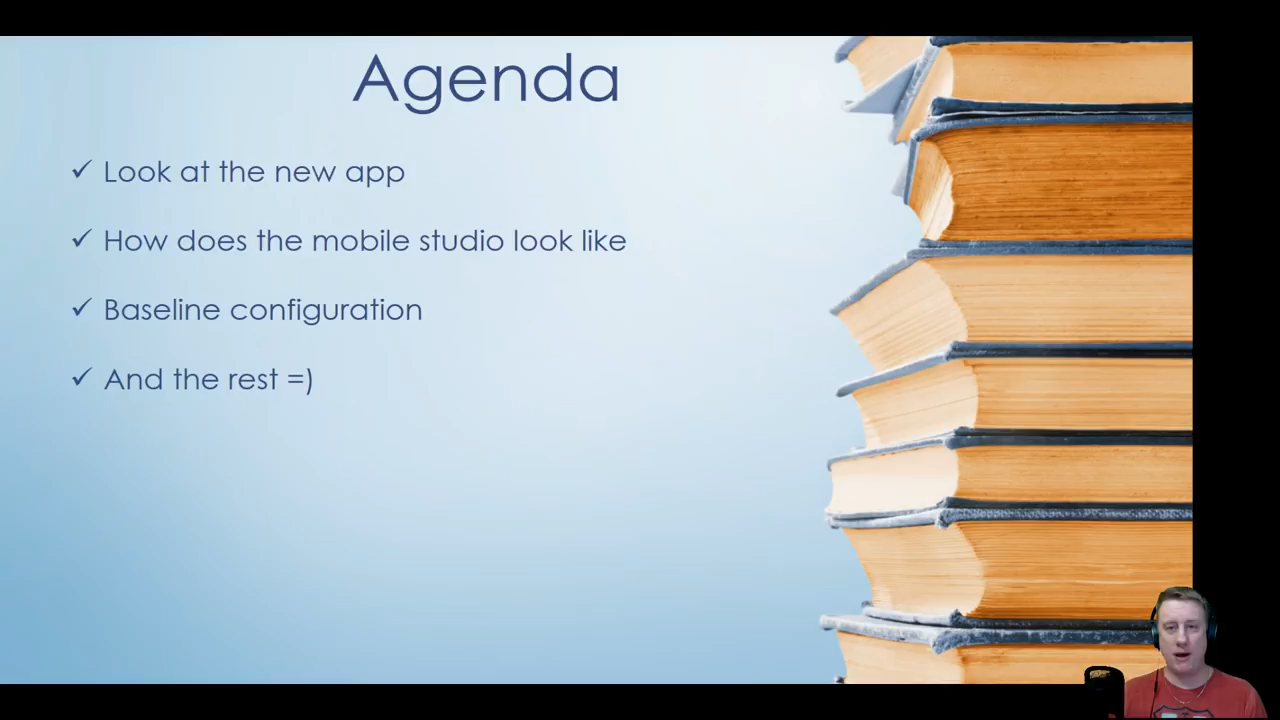 Agenda
✓ Look at the new app
✓ How does the mobile studio look like
✓ Baseline configuration
✓ And the rest =)